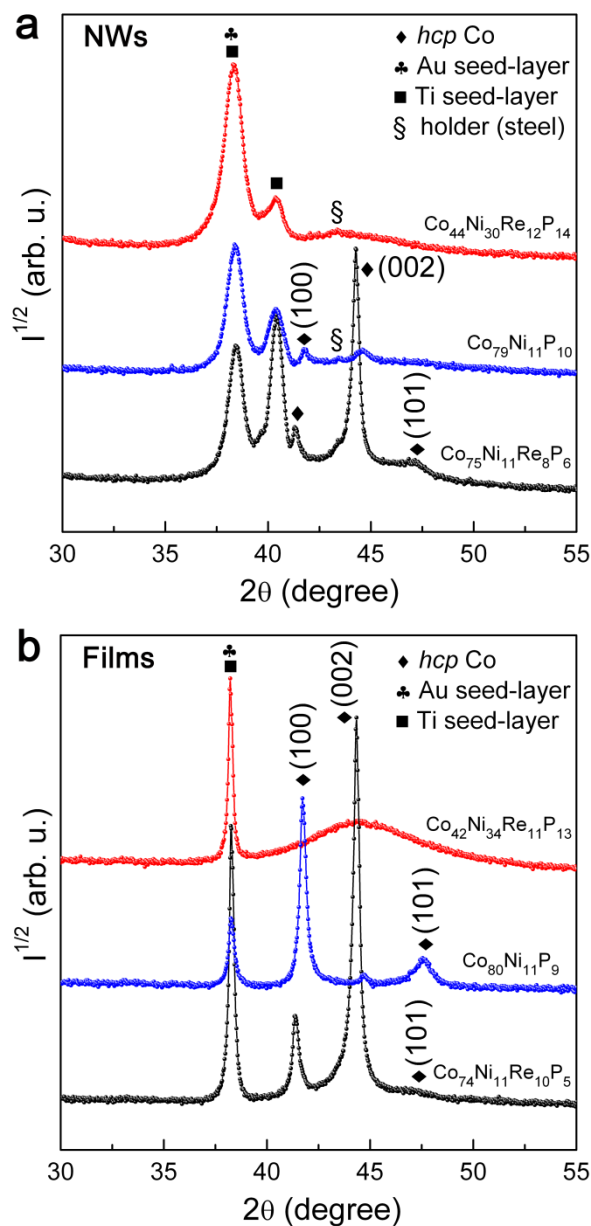 a NWs
♦ hcp Co
♣ Au seed-layer
■ Ti seed-layer
§ holder (steel)
♣
■
■
§
Co₄₄Ni₃₀Re₁₂P₁₄
♦ (002)
♦ (100)
§
Co₇₉Ni₁₁P₁₀
♦
♦ (101)
Co₇₅Ni₁₁Re₈P₆
I^1/2 (arb. u.)
30 35 40 45 50 55
2θ (degree)
b Films
♦ hcp Co
♣ Au seed-layer
■ Ti seed-layer
♣
■
♦ (002)
♦ (100)
Co₄₂Ni₃₄Re₁₁P₁₃
♦ (101)
Co₈₀Ni₁₁P₉
♦ (101)
Co₇₄Ni₁₁Re₁₀P₅
I^1/2 (arb. u.)
30 35 40 45 50 55
2θ (degree)